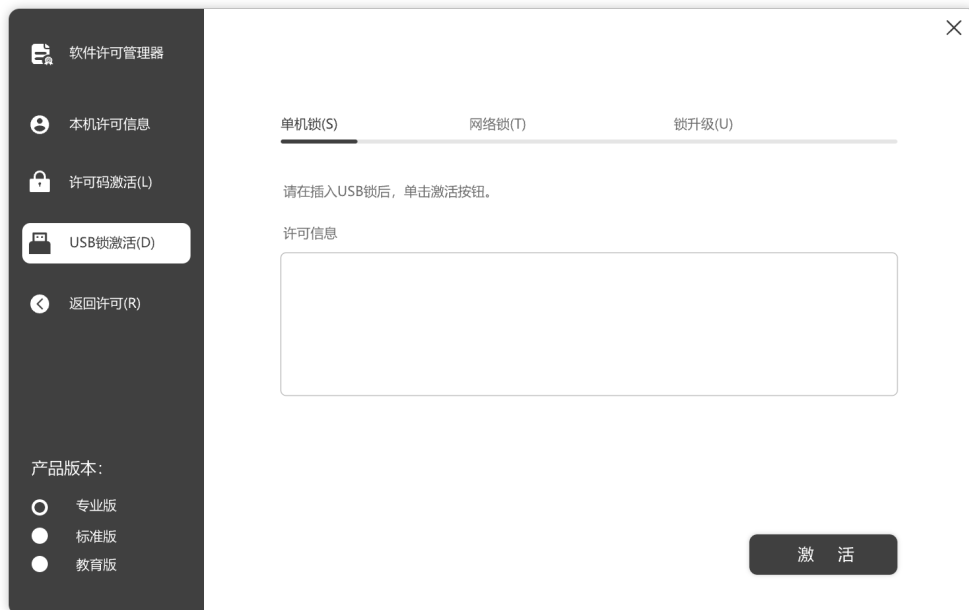 软件许可管理器
本机许可信息
许可码激活(L)
USB锁激活(D)
返回许可(R)
产品版本：
专业版
标准版
教育版
单机锁(S)
网络锁(T)
锁升级(U)
请在插入USB锁后，单击激活按钮。
许可信息
激 活